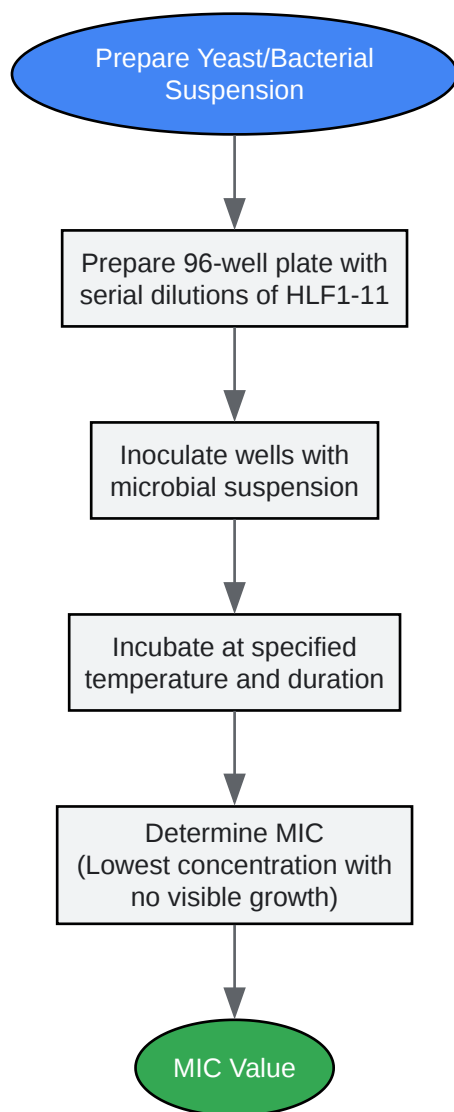 Prepare Yeast/Bacterial
Suspension
Prepare 96-well plate with
serial dilutions of HLF1-11
Inoculate wells with
microbial suspension
Incubate at specified
temperature and duration
Determine MIC
(Lowest concentration with
no visible growth)
MIC Value